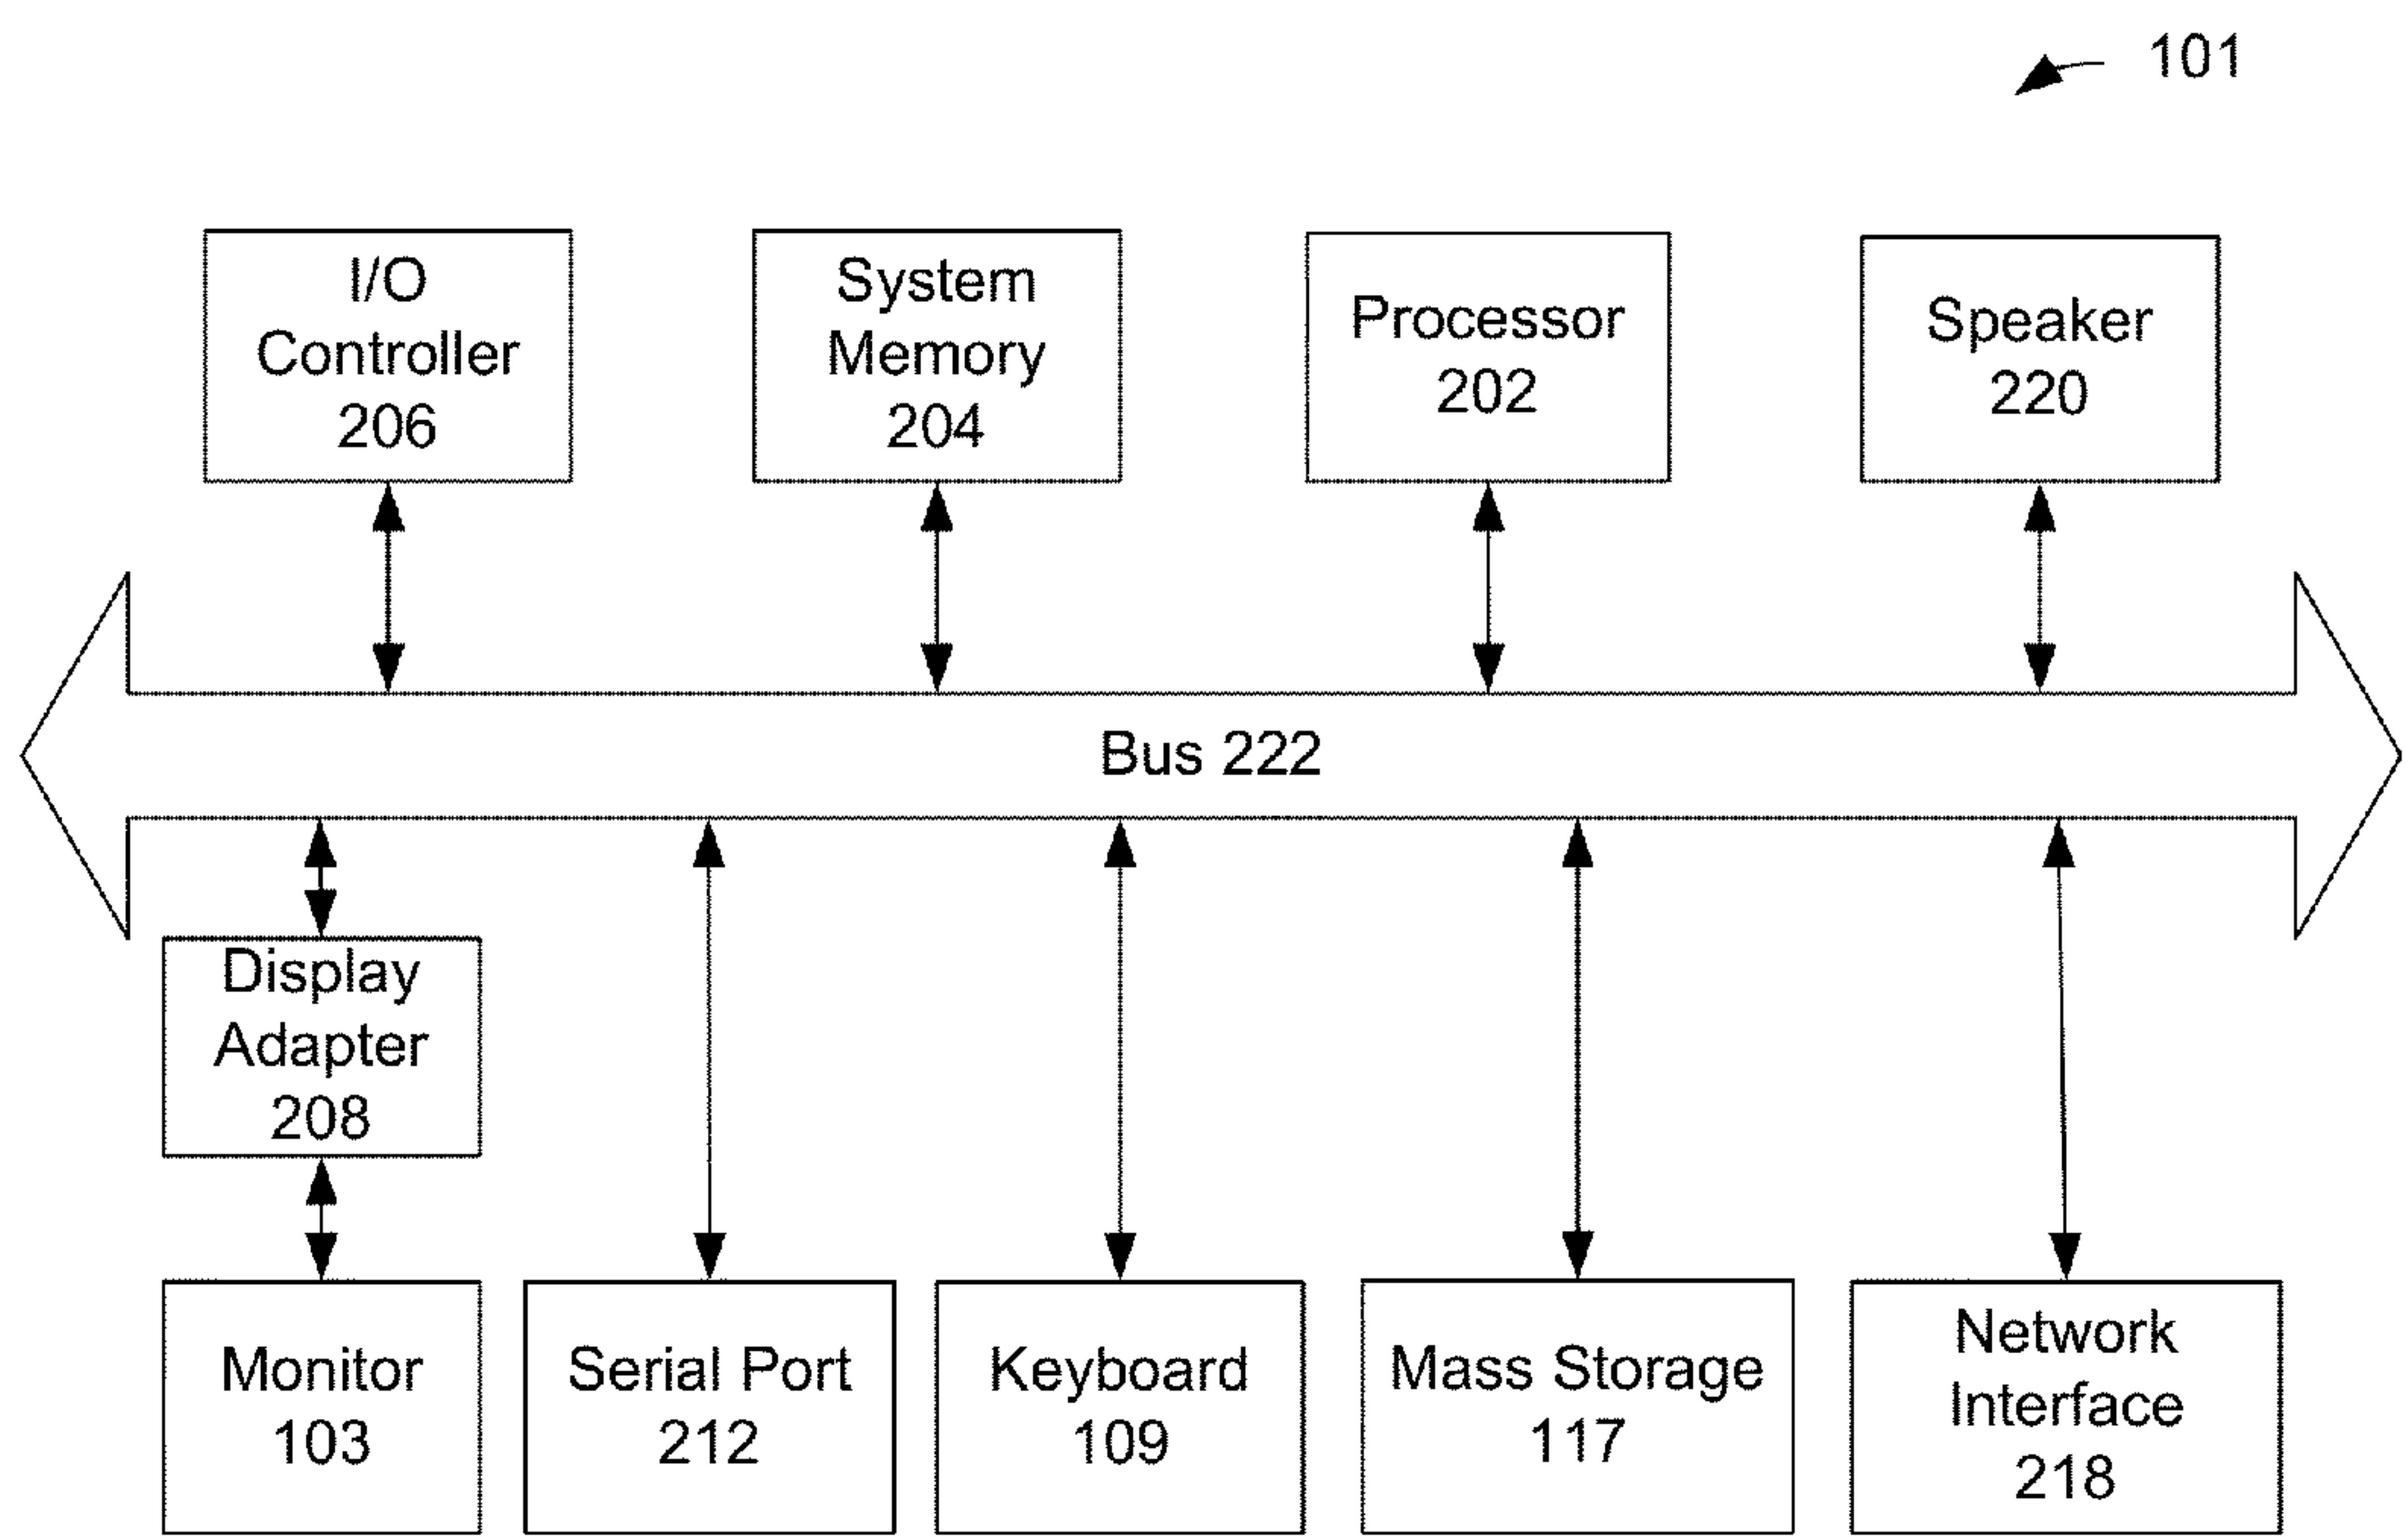 101
I/O
Controller
206
System
Memory
204
Processor
202
Speaker
220
Bus 222
Display
Adapter
208
Monitor
103
Serial Port
212
Keyboard
109
Mass Storage
117
Network
Interface
218